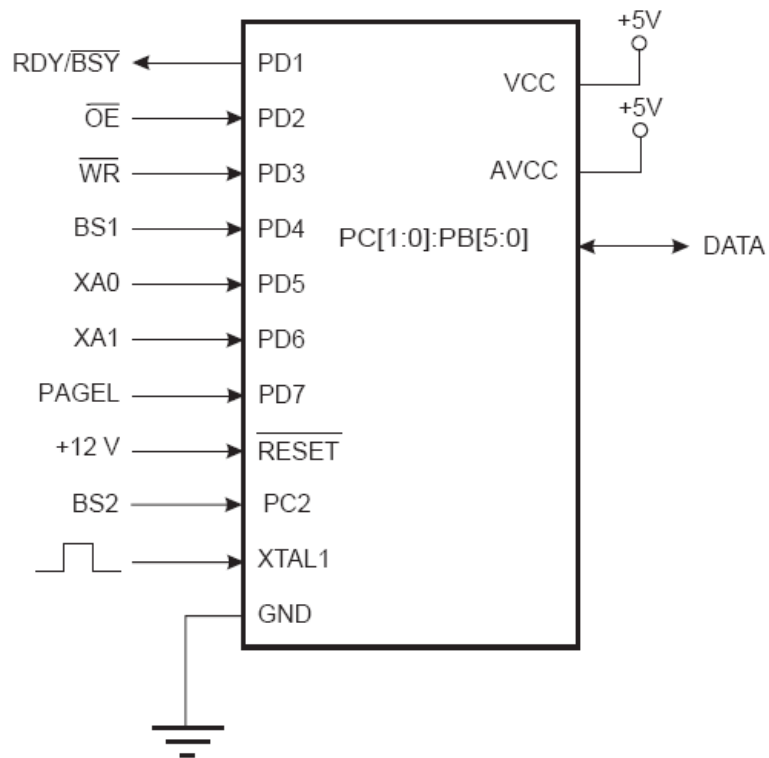 +5V
RDY/BSY PD1
VCC
OE PD2
+5V
WR PD3
AVCC
BS1 PD4
PC[1:0]:PB[5:0] DATA
XA0 PD5
XA1 PD6
PAGEL PD7
+12 V RESET
BS2 PC2
XTAL1
GND